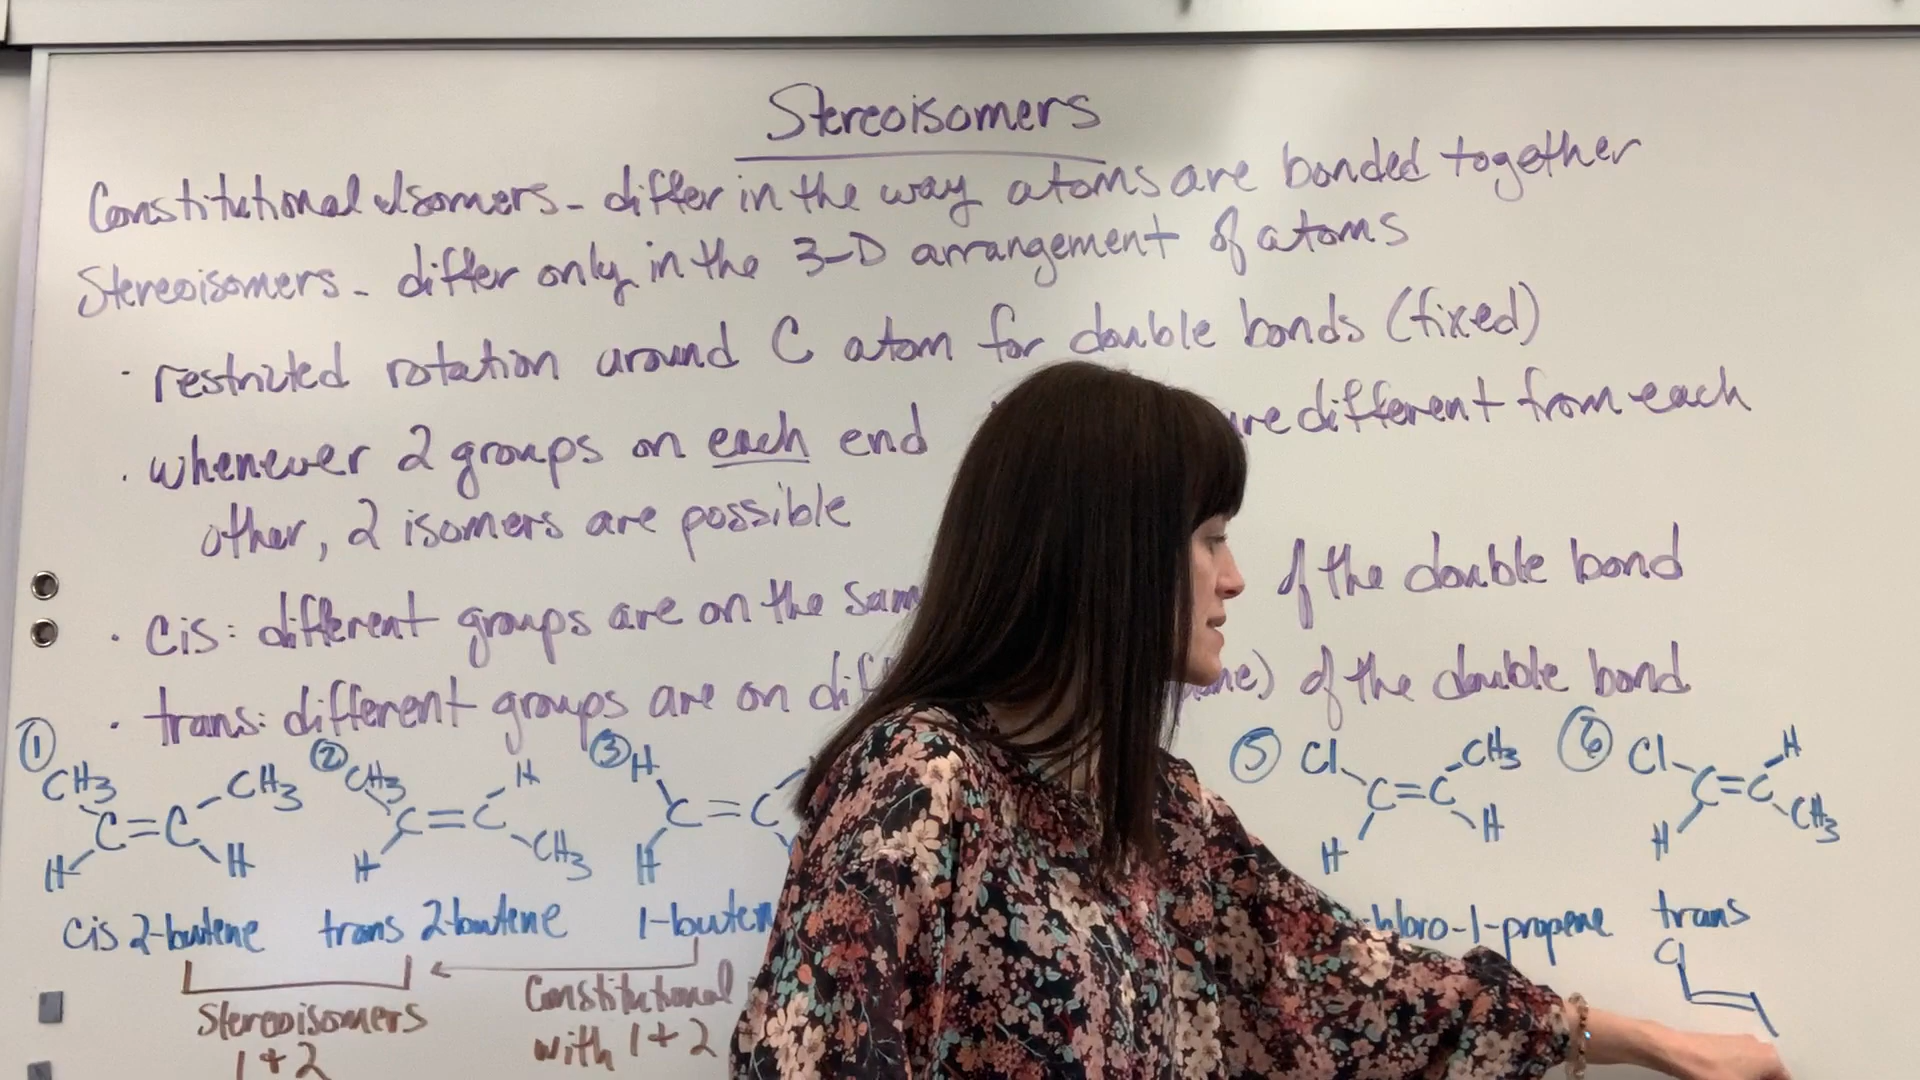 Stereoisomers
Constitutional Isomers - differ in the way atoms are bonded together
Stereoisomers - differ only in the 3-D arrangement of atoms
· restricted rotation around C atom for double bonds (fixed)
· whenever 2 groups on each end are different from each
other, 2 isomers are possible
· cis: different groups are on the of the double bond
· trans: different groups are on of the double bond
① ② ③ ⑤ ⑥
CH3 CH3 CH3 H H Cl CH3 Cl H
C=C C=C C=C C=C C=C
H H H CH3 H H H H CH3
cis 2-butene trans 2-butene 1-buten hloro-1-propene trans
Cl
Stereoisomers Constitutional
1+2 with 1+2